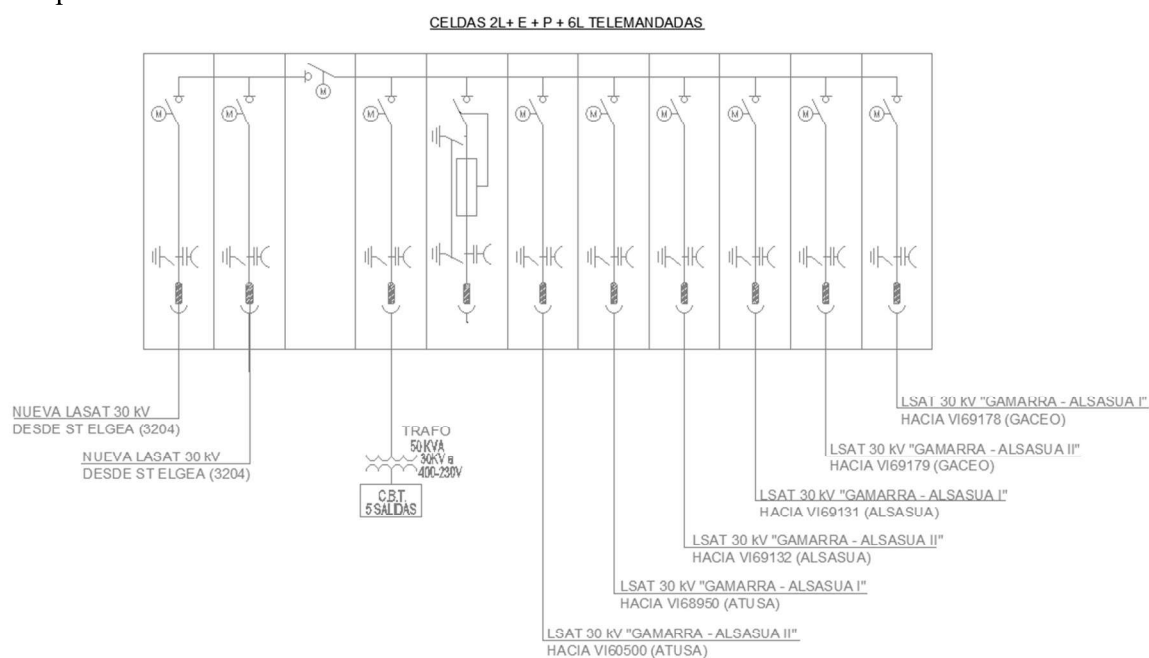 CELDAS 2L+ E + P + 6L TELEMANDADAS
M
M
M
M
M
M
M
M
M
M
NUEVA LASAT 30 kV
DESDE ST ELGEA (3204)
NUEVA LASAT 30 kV
DESDE ST ELGEA (3204)
TRAFO
50 KVA
30KV a
400-230V
C.B.T.
5 SALIDAS
LSAT 30 kV "GAMARRA - ALSASUA I"
HACIA VI69178 (GACEO)
LSAT 30 kV "GAMARRA - ALSASUA II"
HACIA VI69179 (GACEO)
LSAT 30 kV "GAMARRA - ALSASUA I"
HACIA VI69131 (ALSASUA)
LSAT 30 kV "GAMARRA - ALSASUA II"
HACIA VI69132 (ALSASUA)
LSAT 30 kV "GAMARRA - ALSASUA I"
HACIA VI68950 (ATUSA)
LSAT 30 kV "GAMARRA - ALSASUA II"
HACIA VI60500 (ATUSA)